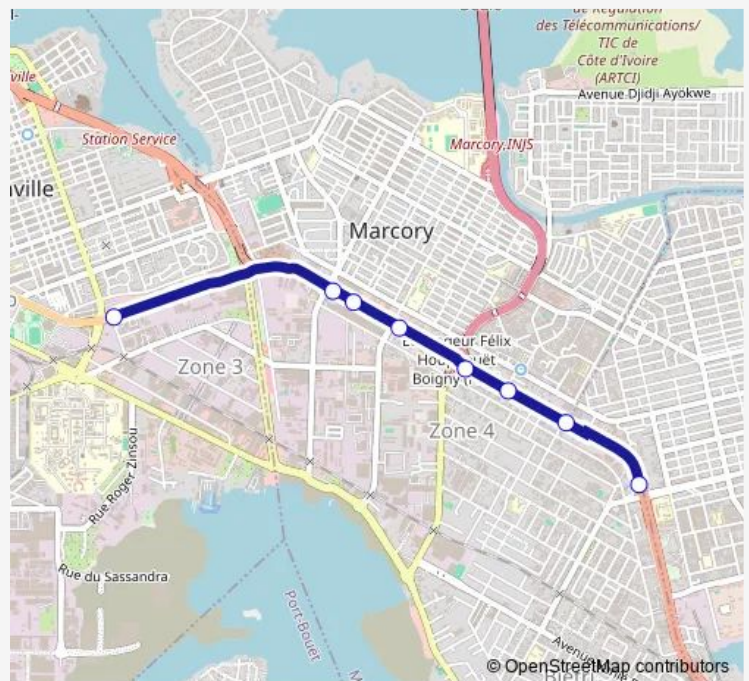 de Régulation
des Télécommunications/
TIC de
Côte d'Ivoire
(ARTCI)
Avenue Djidji Ayôkwe
ville
Station Service
Marcory,INJS
ville
Marcory
Zone 3
Zone 4
Boigny
Rue Roger Zinsou
Rue du Sassandra
Port-Bouët
© OpenStreetMap contributors